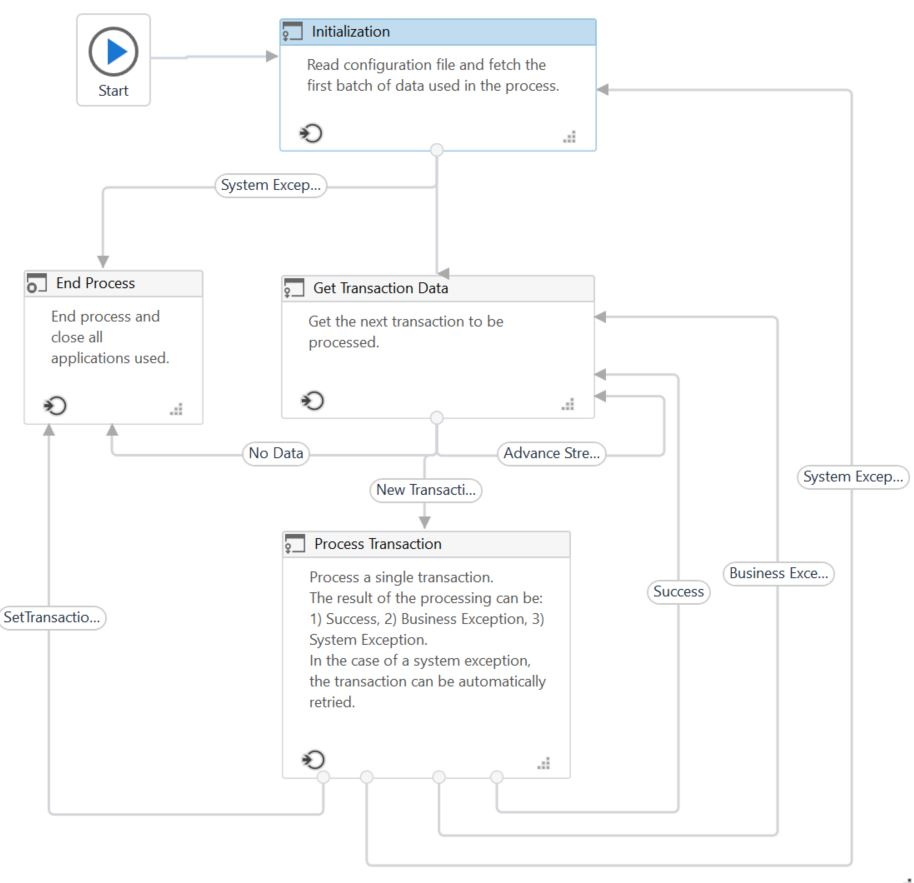 Start
Initialization
Read configuration file and fetch the
first batch of data used in the process.
System Excep...
End Process
End process and
close all
applications used.
Get Transaction Data
Get the next transaction to be
processed.
No Data
Advance Stre...
New Transacti...
System Excep...
Process Transaction
Process a single transaction.
The result of the processing can be:
1) Success, 2) Business Exception, 3)
System Exception.
In the case of a system exception,
the transaction can be automatically
retried.
Business Exce...
Success
SetTransactio...